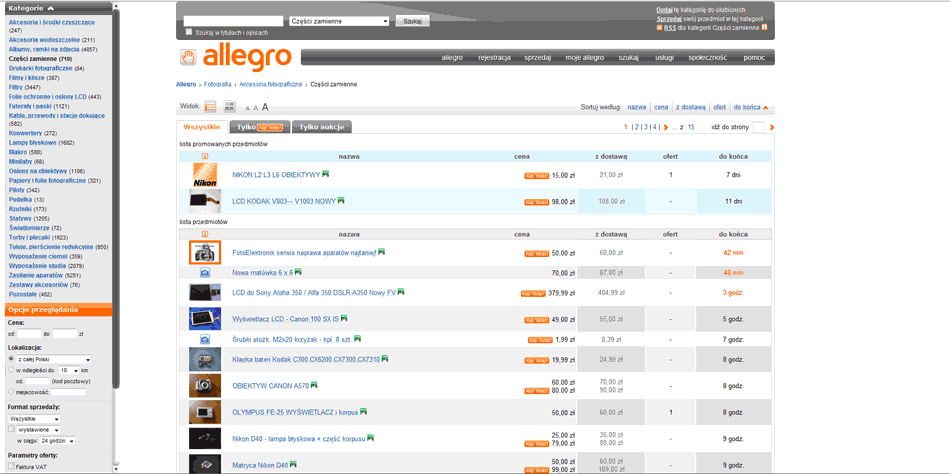 Kategorie
Akcesoria i środki czyszczące
(247)
Akcesoria wodoszczelne (211)
Albumy, ramki na zdjęcia (4857)
Części zamienne (719)
Drukarki fotograficzne (84)
Filmy i klisze (387)
Filtry (3447)
Folie ochronne i osłony LCD (443)
Futerały i paski (1121)
Kable, przewody i stacje dokujące
(582)
Konwertery (272)
Lampy błyskowe (1682)
Makro (588)
Minilaby (68)
Osłony na obiektywy (1106)
Papiery i folie fotograficzne (321)
Piloty (342)
Pudełka (13)
Rzutniki (173)
Statywy (1205)
Światłomierze (72)
Torby i plecaki (1623)
Tuleje, pierścienie redukcyjne (850)
Wyposażenie ciemni (359)
Wyposażenie studia (2079)
Zasilanie aparatów (5251)
Zestawy akcesoriów (76)
Pozostałe (462)
Opcje przeglądania
Cena:
od: do: zł
Lokalizacja:
z całej Polski
w odległości do: 10 km
od: (kod pocztowy)
miejscowość:
Format sprzedaży:
Wszystkie
wystawione
w ciągu: 24 godzin
Parametry oferty:
Faktura VAT
Części zamienne Szukaj
Szukaj w tytułach i opisach
Dodaj tę kategorię do ulubionych
Sprzedaj swój przedmiot w tej kategorii
RSS dla kategorii Części zamienne
allegro
allegro rejestracja sprzedaj moje allegro szukaj usługi społeczność pomoc
Allegro › Fotografia › Akcesoria fotograficzne › Części zamienne
Widok: A A A
Sortuj według: nazwa | cena | z dostawą | ofert | do końca
Wszystkie Tylko Kup Teraz! Tylko aukcje
1 | 2 | 3 | 4 | ... z 15 idź do strony
lista promowanych przedmiotów
nazwa cena z dostawą ofert do końca
Nikon NIKON L2 L3 L6 OBIEKTYWY Kup Teraz! 15,00 zł 21,00 zł 1 7 dni
LCD KODAK V803--- V1003 NOWY Kup Teraz! 98,00 zł 108,00 zł - 11 dni
lista przedmiotów
nazwa cena z dostawą ofert do końca
FotoElektronik serwis naprawa aparatów najtaniej! Kup Teraz! 50,00 zł 60,00 zł - 42 min
Nowa matówka 6 x 6 70,00 zł 87,00 zł - 48 min
LCD do Sony Alpha 350 / Alfa 350 DSLR-A350 Nowy FV Kup Teraz! 379,99 zł 404,99 zł - 3 godz.
Wyświetlacz LCD - Canon 100 SX IS Kup Teraz! 49,00 zł 55,00 zł - 5 godz.
Śrubki stożk. M2x20 krzyżak - kpl. 8 szt. Kup Teraz! 1,99 zł 8,39 zł - 7 godz.
Klapka bateri Kodak C300,CX6200,CX7300,CX7310 Kup Teraz! 19,99 zł 24,99 zł - 8 godz.
OBIEKTYW CANON A570 60,00 zł 70,00 zł - 8 godz.
Kup Teraz! 80,00 zł 90,00 zł
OLYMPUS FE-25 WYŚWIETLACZ i korpus 50,00 zł 60,00 zł 1 8 godz.
Nikon D40 - lampa błyskowa + część korpusu 25,00 zł 35,00 zł - 9 godz.
Kup Teraz! 79,00 zł 89,00 zł
Matryca Nikon D40 50,00 zł 60,00 zł - 9 godz.
Kup Teraz! 99,00 zł 109,00 zł